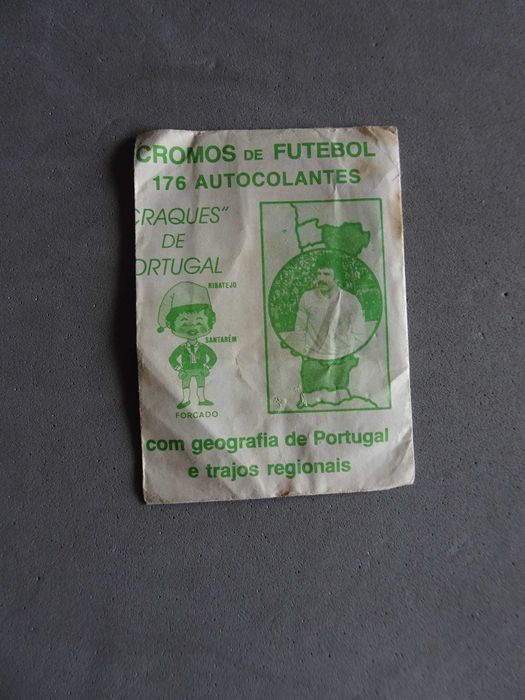 CROMOS DE FUTEBOL
176 AUTOCOLANTES
CRAQUES"
DE
ORTUGAL
RIBATEJO
SANTARÉM
FORCADO
com geografia de Portugal
e trajos regionais